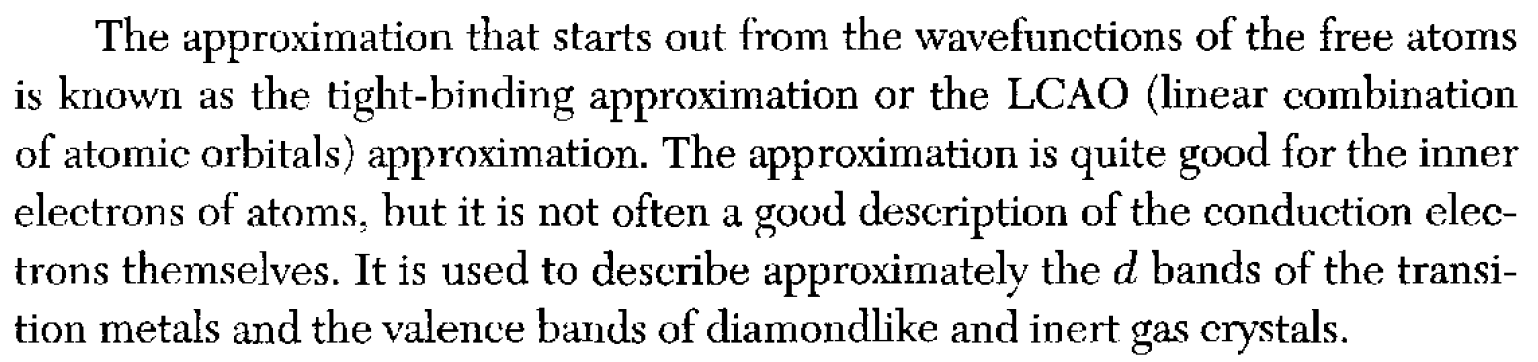 The approximation that starts out from the wavefunctions of the free atoms
is known as the tight-binding approximation or the LCAO (linear combination
of atomic orbitals) approximation. The approximation is quite good for the inner
electrons of atoms, but it is not often a good description of the conduction elec-
trons themselves. It is used to describe approximately the d bands of the transi-
tion metals and the valence bands of diamondlike and inert gas crystals.